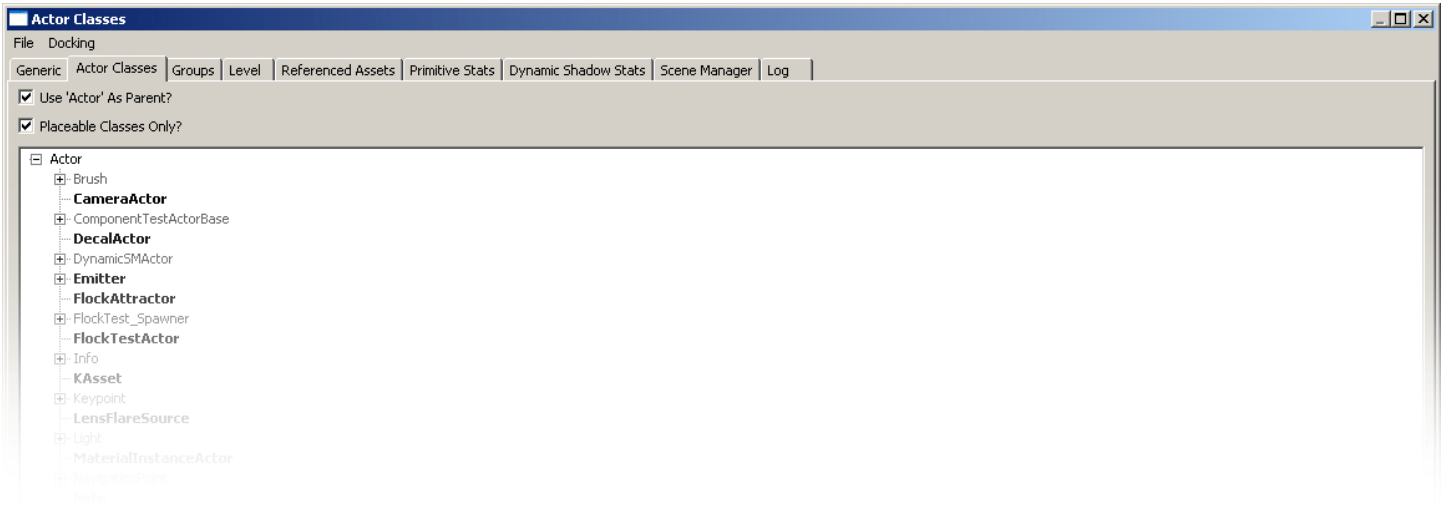 Actor Classes
File Docking
Generic Actor Classes Groups Level Referenced Assets Primitive Stats Dynamic Shadow Stats Scene Manager Log
Use 'Actor' As Parent?
Placeable Classes Only?
Actor
Brush
CameraActor
ComponentTestActorBase
DecalActor
DynamicSMActor
Emitter
FlockAttractor
FlockTest_Spawner
FlockTestActor
Info
KAsset
Keypoint
LensFlareSource
Light
MaterialInstanceActor
NavigationPoint
Note